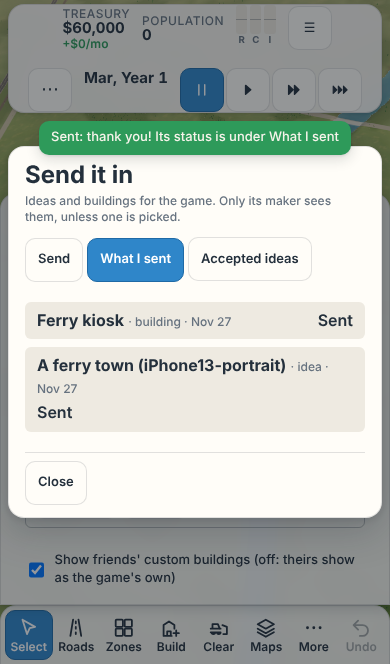 TREASURY
$60,000
+$0/mo
POPULATION
0
R C I
Mar, Year 1
Sent: thank you! Its status is under What I sent
Send it in
Ideas and buildings for the game. Only its maker sees
them, unless one is picked.
Send
What I sent
Accepted ideas
Ferry kiosk · building · Nov 27
Sent
A ferry town (iPhone13-portrait) · idea ·
Nov 27
Sent
Close
Show friends' custom buildings (off: theirs show
as the game's own)
Select
Roads
Zones
Build
Clear
Maps
More
Undo